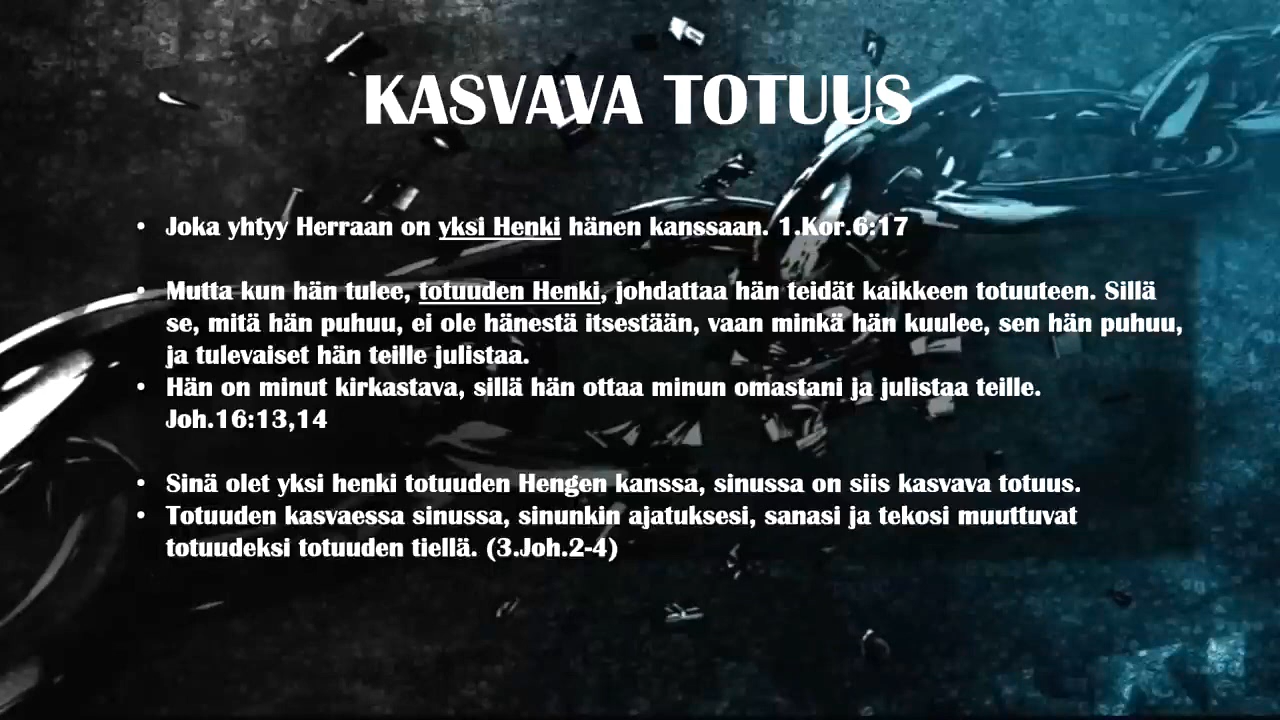 KASVAVA TOTUUS
• Joka yhtyy Herraan on yksi Henki hänen kanssaan. 1.Kor.6:17
• Mutta kun hän tulee, totuuden Henki, johdattaa hän teidät kaikkeen totuuteen. Sillä
se, mitä hän puhuu, ei ole hänestä itsestään, vaan minkä hän kuulee, sen hän puhuu,
ja tulevaiset hän teille julistaa.
• Hän on minut kirkastava, sillä hän ottaa minun omastani ja julistaa teille.
Joh.16:13,14
• Sinä olet yksi henki totuuden Hengen kanssa, sinussa on siis kasvava totuus.
• Totuuden kasvaessa sinussa, sinunkin ajatuksesi, sanasi ja tekosi muuttuvat
totuudeksi totuuden tiellä. (3.Joh.2-4)